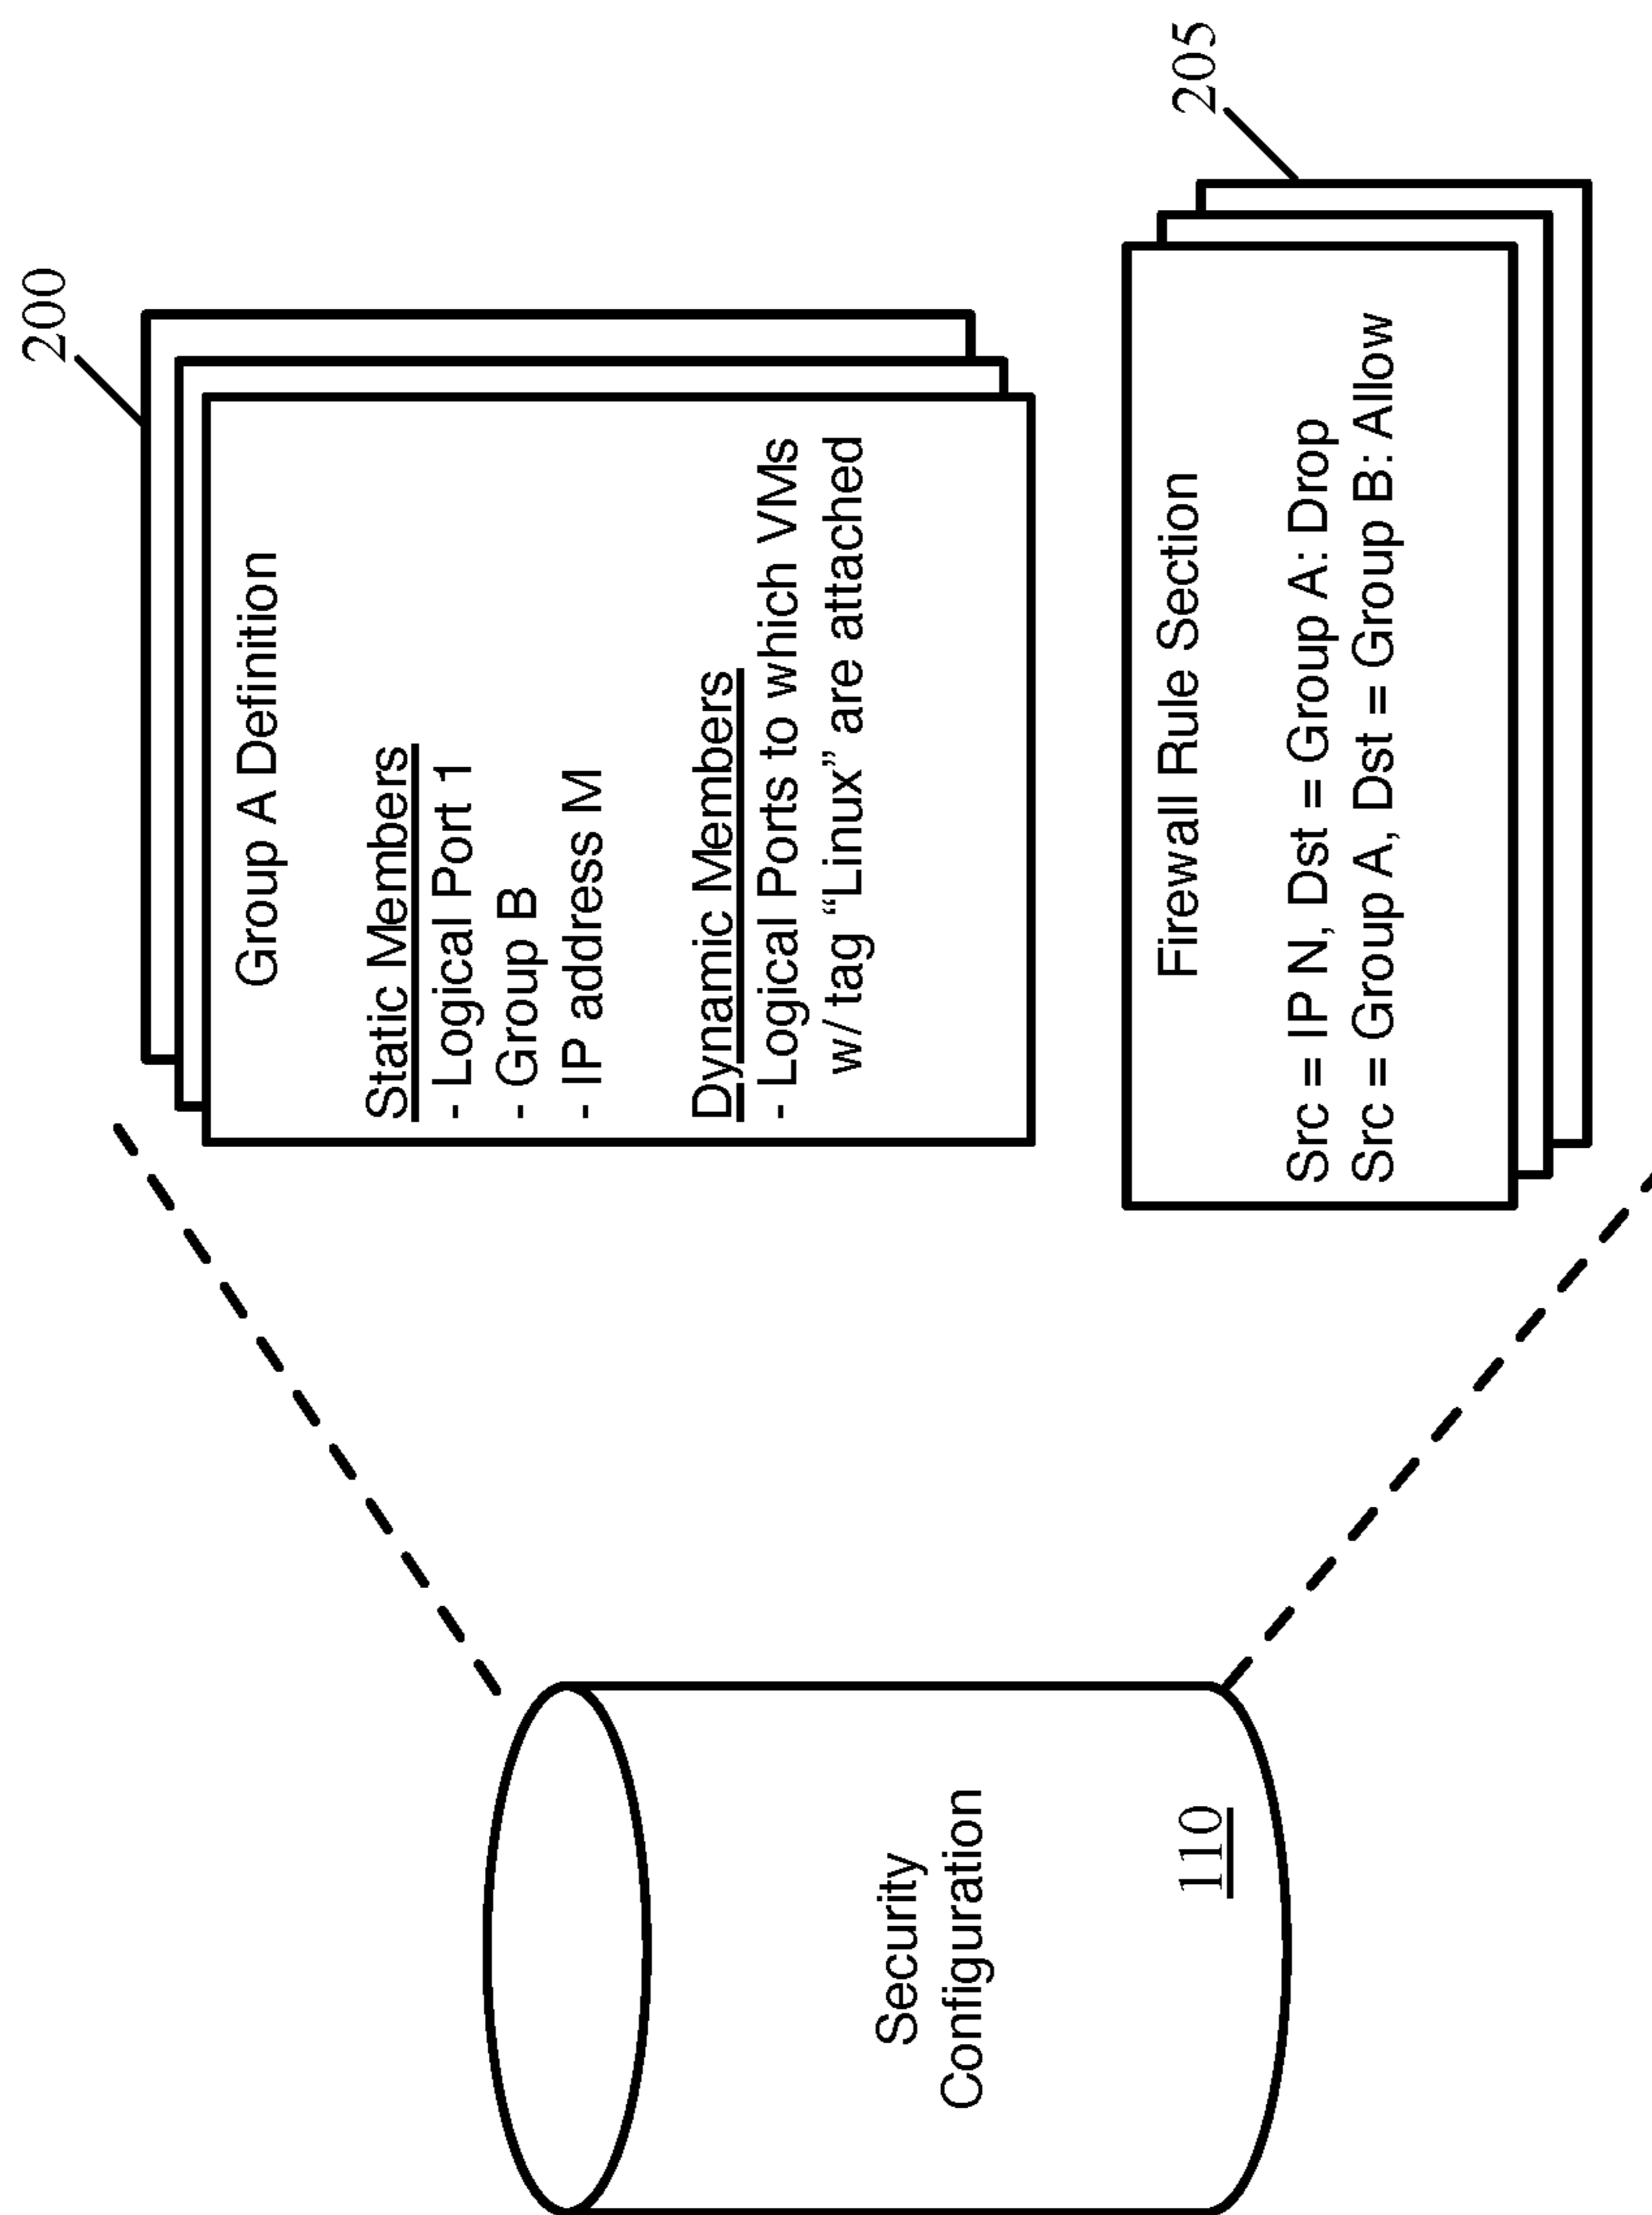 200
Group A Definition
Static Members
- Logical Port 1
- Group B
- IP address M
Dynamic Members
- Logical Ports to which VMs
w/ tag “Linux” are attached
Security
Configuration
110
205
Firewall Rule Section
Src = IP N, Dst = Group A: Drop
Src = Group A, Dst = Group B: Allow